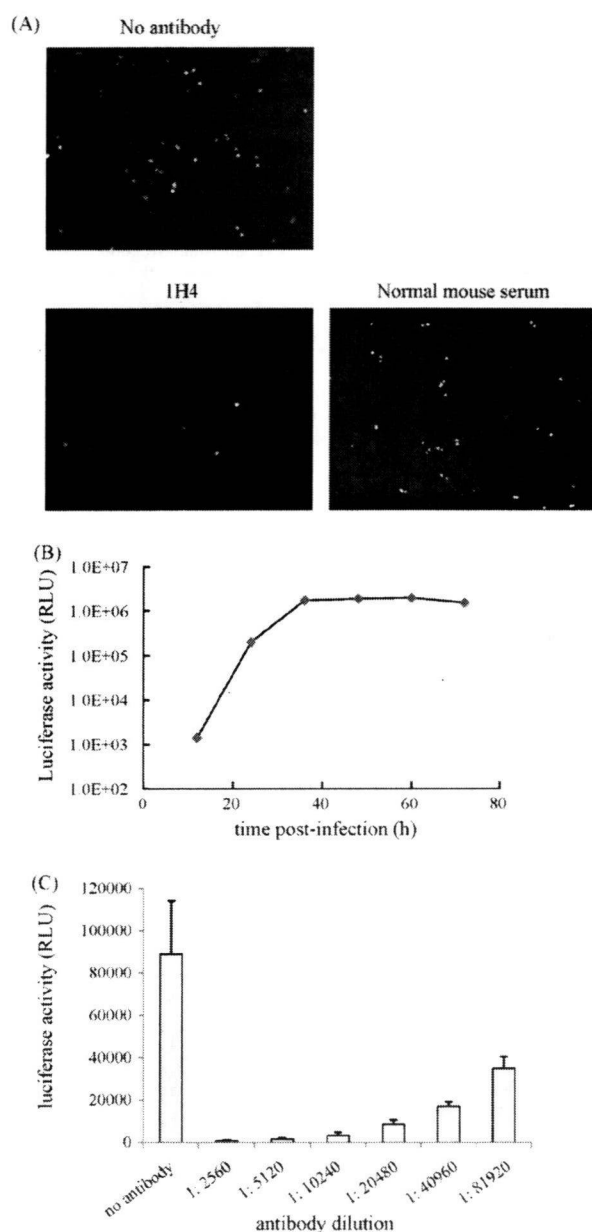 (A)
No antibody
1H4
Normal mouse serum
(B)
Luciferase activity (RLU)
1.0E+07
1.0E+06
1.0E+05
1.0E+04
1.0E+03
1.0E+02
0
20
40
60
80
time post-infection (h)
(C)
luciferase activity (RLU)
120000
100000
80000
60000
40000
20000
0
no antibody
1: 2560
1: 5120
1: 10240
1: 20480
1: 40960
1: 81920
antibody dilution